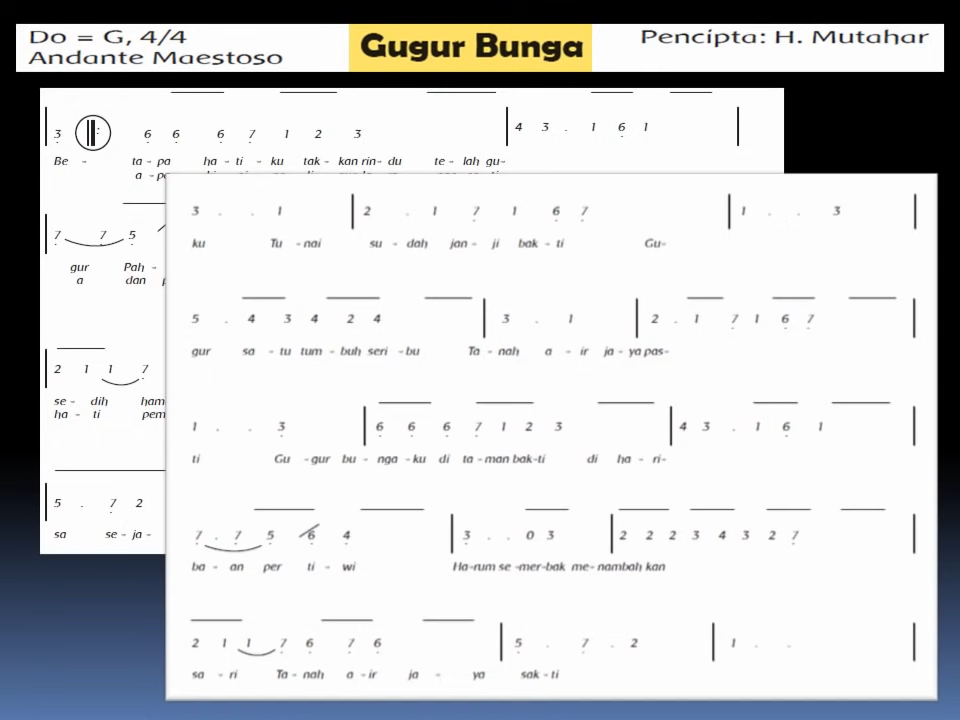 Do = G, 4/4
Andante Maestoso
Gugur Bunga
Pencipta: H. Mutahar
3 6 6 6 7 1 2 3 4 3 . 1 6 1
Be - ta - pa ha - ti - ku tak - kan rin - du te - lah gu-
7 7 5
gur Pah -
a dan
2 1 1 7
se - dih ham
ha - ti pem
5 . 7 2
sa se - ja -
3 . . 1 2 . 1 7 1 6 7 1 . . 3
ku Tu - nai su - dah jan - ji bak - ti Gu-
5 . 4 3 4 2 4 3 . 1 2 . 1 7 1 6 7
gur sa - tu tum - buh seri - bu Ta - nah a - ir ja - ya pas-
1 . . 3 6 6 6 7 1 2 3 4 3 . 1 6 1
ti Gu - gur bu - nga - ku di ta - man bak - ti di ha - ri-
7 . 7 5 6 4 3 . . 0 3 2 2 2 3 4 3 2 7
ba - an per ti - wi Ha - rum se - mer - bak me - nambah kan
2 1 1 7 6 7 6 5 . 7 . 2 1 . .
sa - ri Ta - nah a - ir ja - ya sak - ti